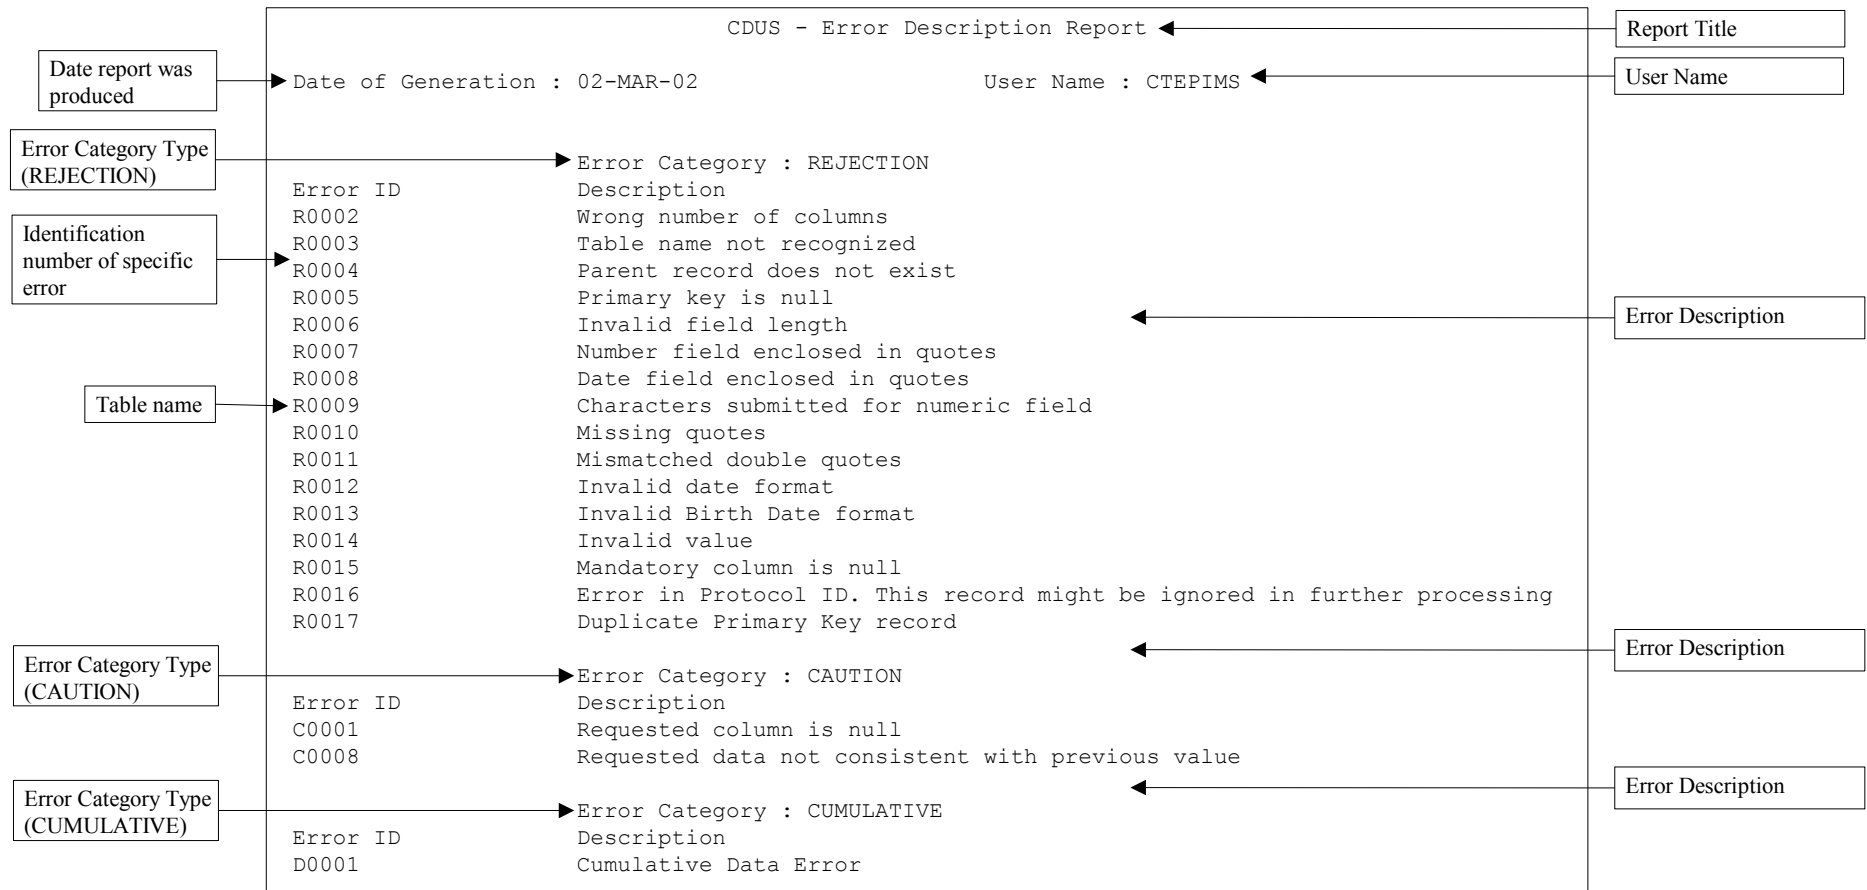 CDUS - Error Description Report
Report Title
Date report was
produced
Date of Generation : 02-MAR-02 User Name : CTEPIMS
User Name
Error Category Type
(REJECTION)
Error Category : REJECTION
Error ID Description
R0002 Wrong number of columns
Identification
number of specific
error
R0003 Table name not recognized
R0004 Parent record does not exist
R0005 Primary key is null
R0006 Invalid field length
Error Description
R0007 Number field enclosed in quotes
R0008 Date field enclosed in quotes
Table name
R0009 Characters submitted for numeric field
R0010 Missing quotes
R0011 Mismatched double quotes
R0012 Invalid date format
R0013 Invalid Birth Date format
R0014 Invalid value
R0015 Mandatory column is null
R0016 Error in Protocol ID. This record might be ignored in further processing
R0017 Duplicate Primary Key record
Error Description
Error Category Type
(CAUTION)
Error Category : CAUTION
Error ID Description
C0001 Requested column is null
C0008 Requested data not consistent with previous value
Error Description
Error Category Type
(CUMULATIVE)
Error Category : CUMULATIVE
Error ID Description
D0001 Cumulative Data Error